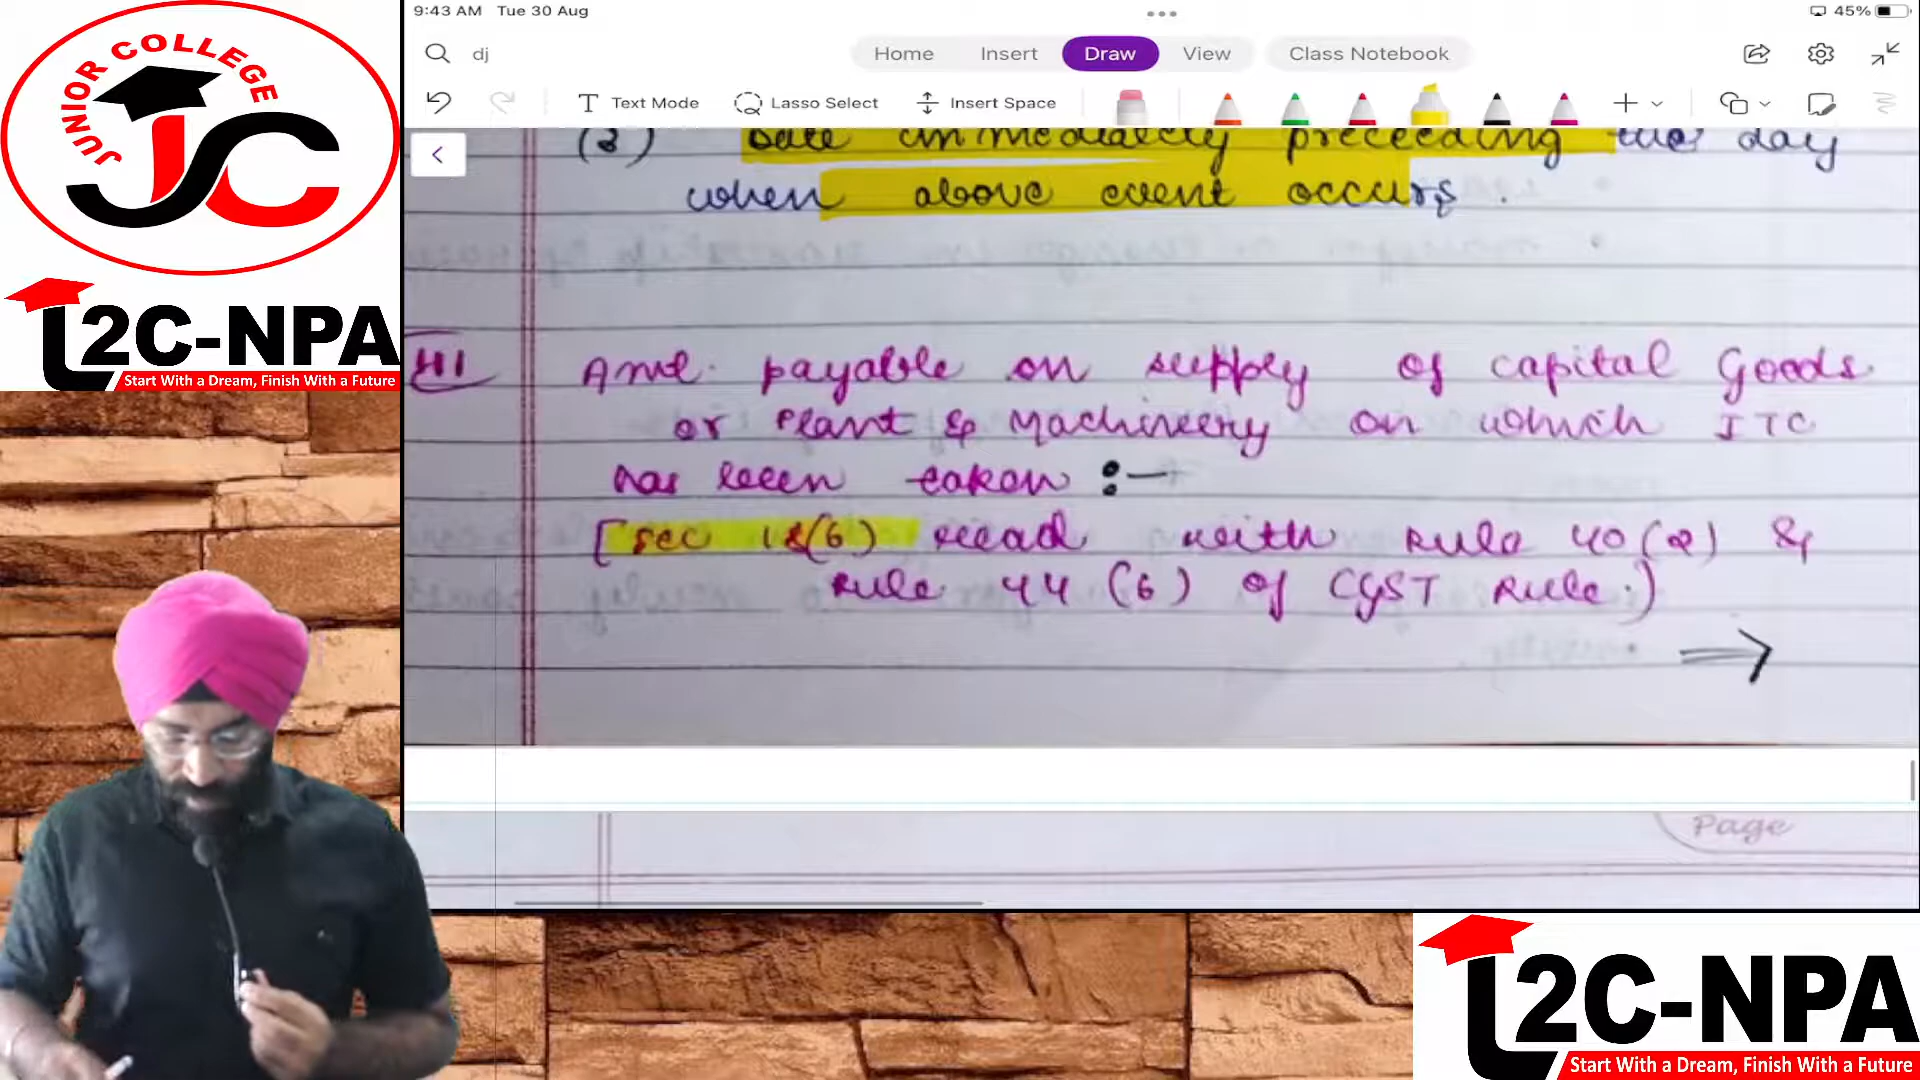 9:43 AM Tue 30 Aug
45%
JUNIOR COLLEGE
JC
dj
Home Insert Draw View Class Notebook
Text Mode Lasso Select Insert Space
L2C-NPA
Start With a Dream, Finish With a Future
(3) Date immediately preceeding the day
when above event occurs.
H1 Amt. payable on supply of capital Goods
or Plant & Machinery on which ITC
has been taken :-
[sec 18(6) read with Rule 40(2) &
Rule 44(6) of CGST Rule.)
Page
L2C-NPA
Start With a Dream, Finish With a Future